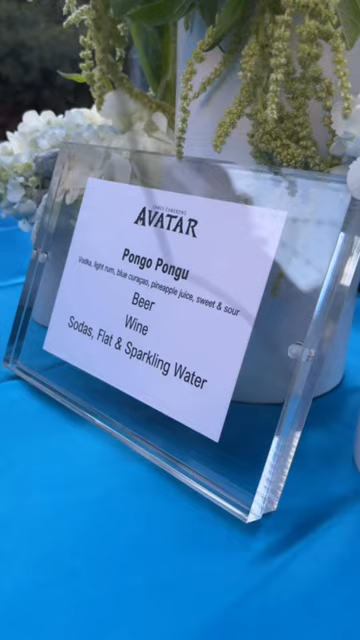 JAMES CAMERON'S
AVATAR
Pongo Pongu
Vodka, light rum, blue curaçao, pineapple juice, sweet & sour
Beer
Wine
Sodas, Flat & Sparkling Water